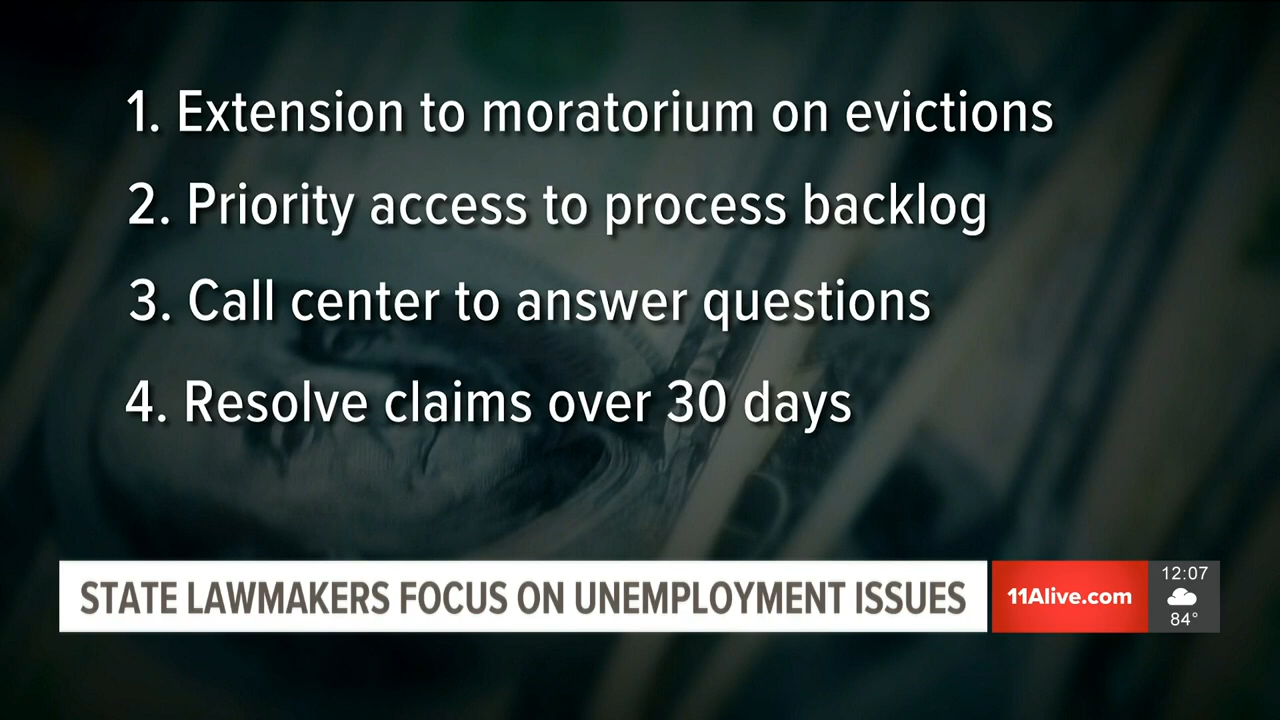 1. Extension to moratorium on evictions
2. Priority access to process backlog
3. Call center to answer questions
4. Resolve claims over 30 days
STATE LAWMAKERS FOCUS ON UNEMPLOYMENT ISSUES
11Alive.com
12:07
84°